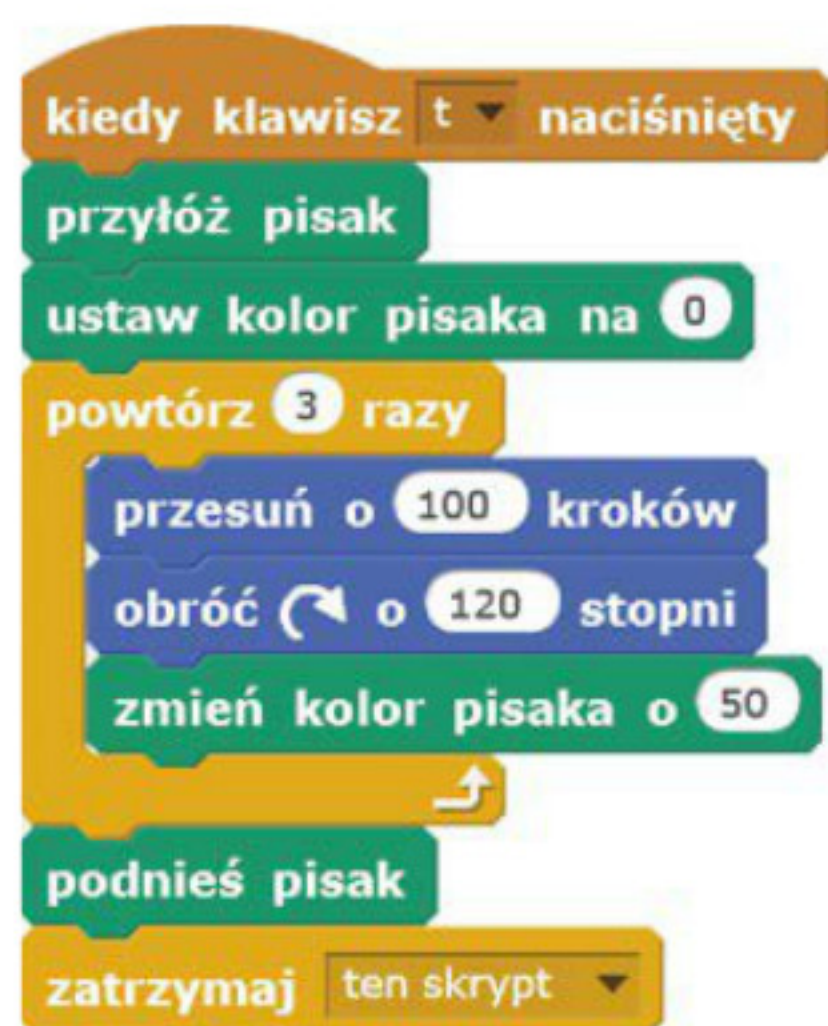 kiedy klawisz t naciśnięty
przyłóż pisak
ustaw kolor pisaka na 0
powtórz 3 razy
przesuń o 100 kroków
obróć o 120 stopni
zmień kolor pisaka o 50
podnieś pisak
zatrzymaj ten skrypt